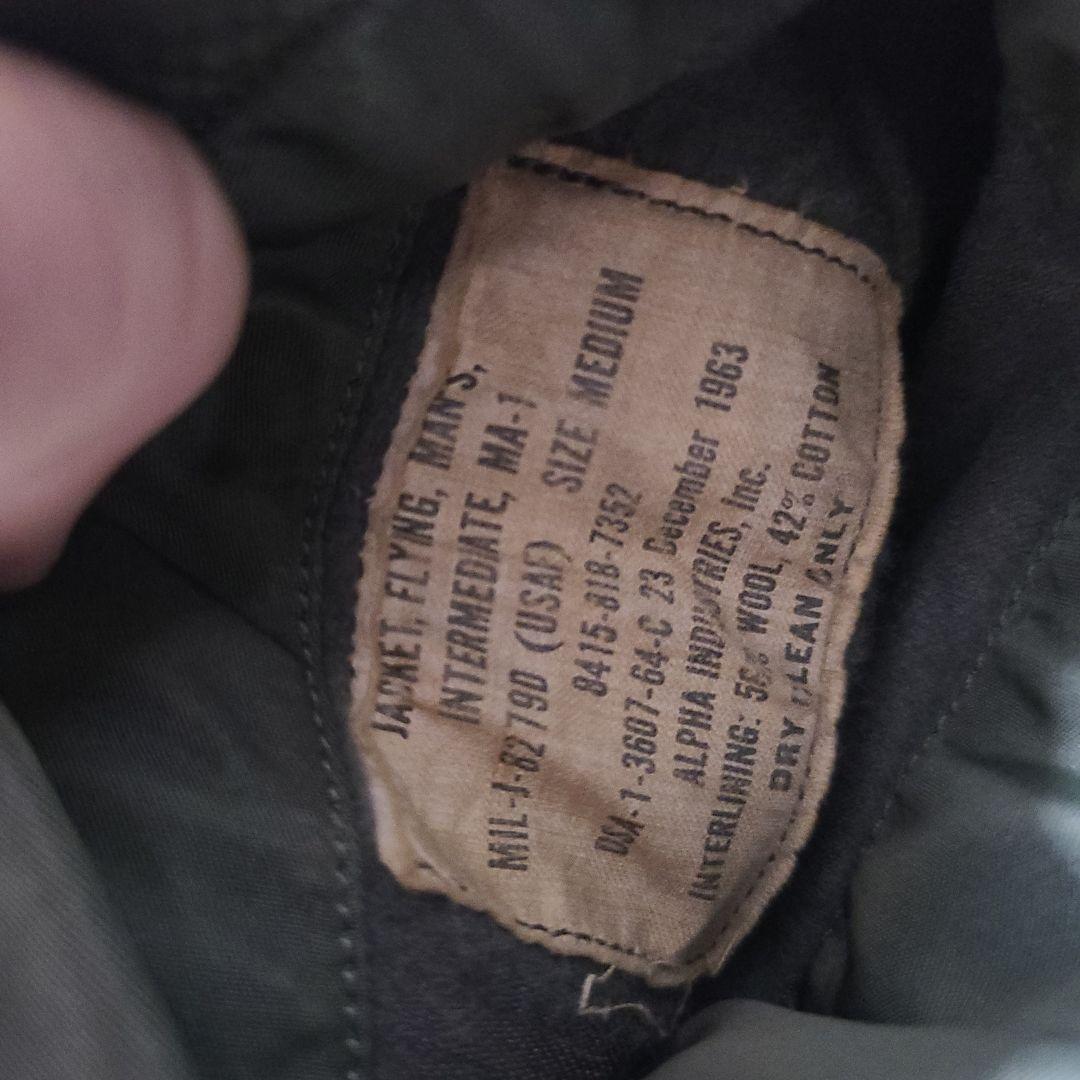 JACKET, FLYING, MAN'S,
INTERMEDIATE, MA-1
MIL-J-8279D (USAF) SIZE MEDIUM
8415-818-7352
DSA-1-3607-64-C 23 December 1963
ALPHA INDUSTRIES, Inc.
INTERLINING: WOOL, 42% COTTON
DRY CLEAN ONLY